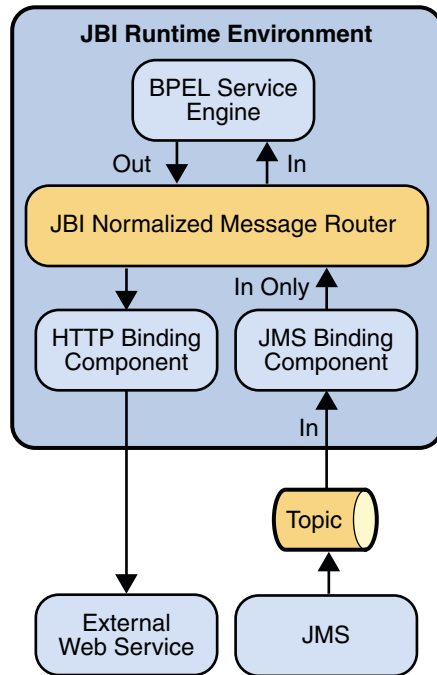 JBI Runtime Environment
BPEL Service
Engine
Out
In
JBI Normalized Message Router
In Only
HTTP Binding
Component
JMS Binding
Component
In
Topic
External
Web Service
JMS